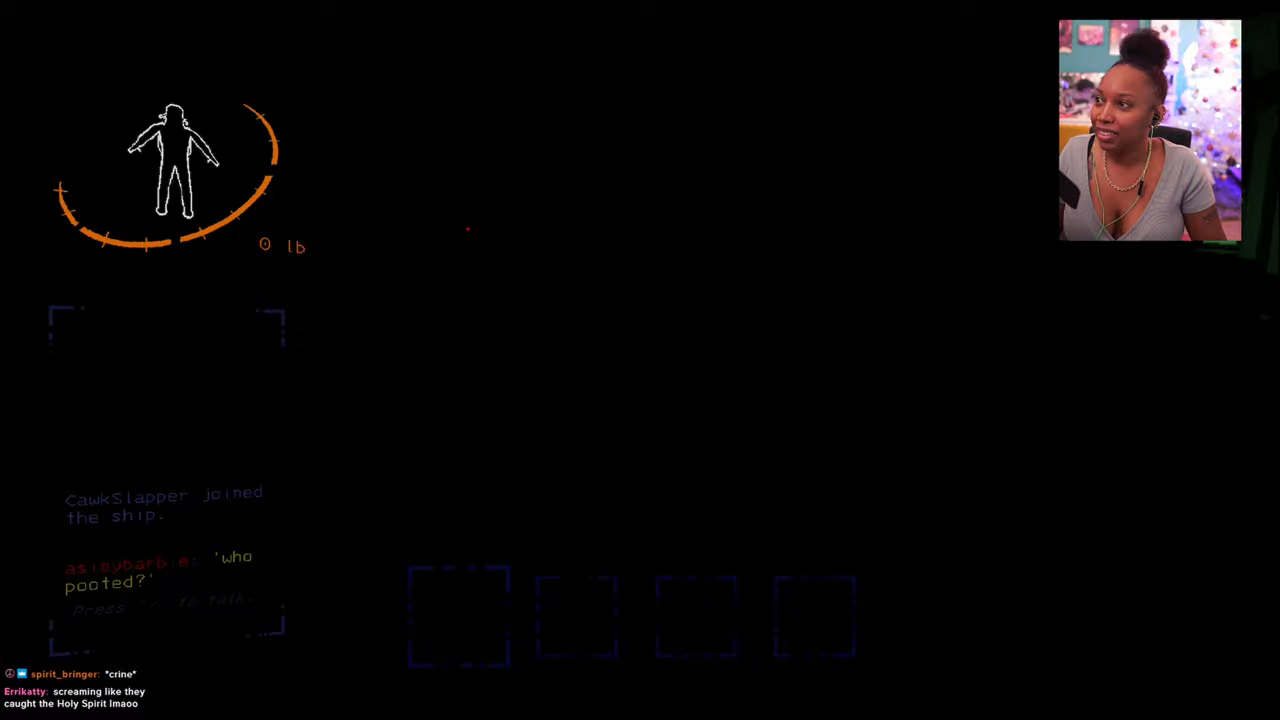 0 lb
CawkSlapper joined
the ship.
asleybarbie: 'who
pooted?'
spirit_bringer: *crine*
Errikatty: screaming like they
caught the Holy Spirit lmaoo